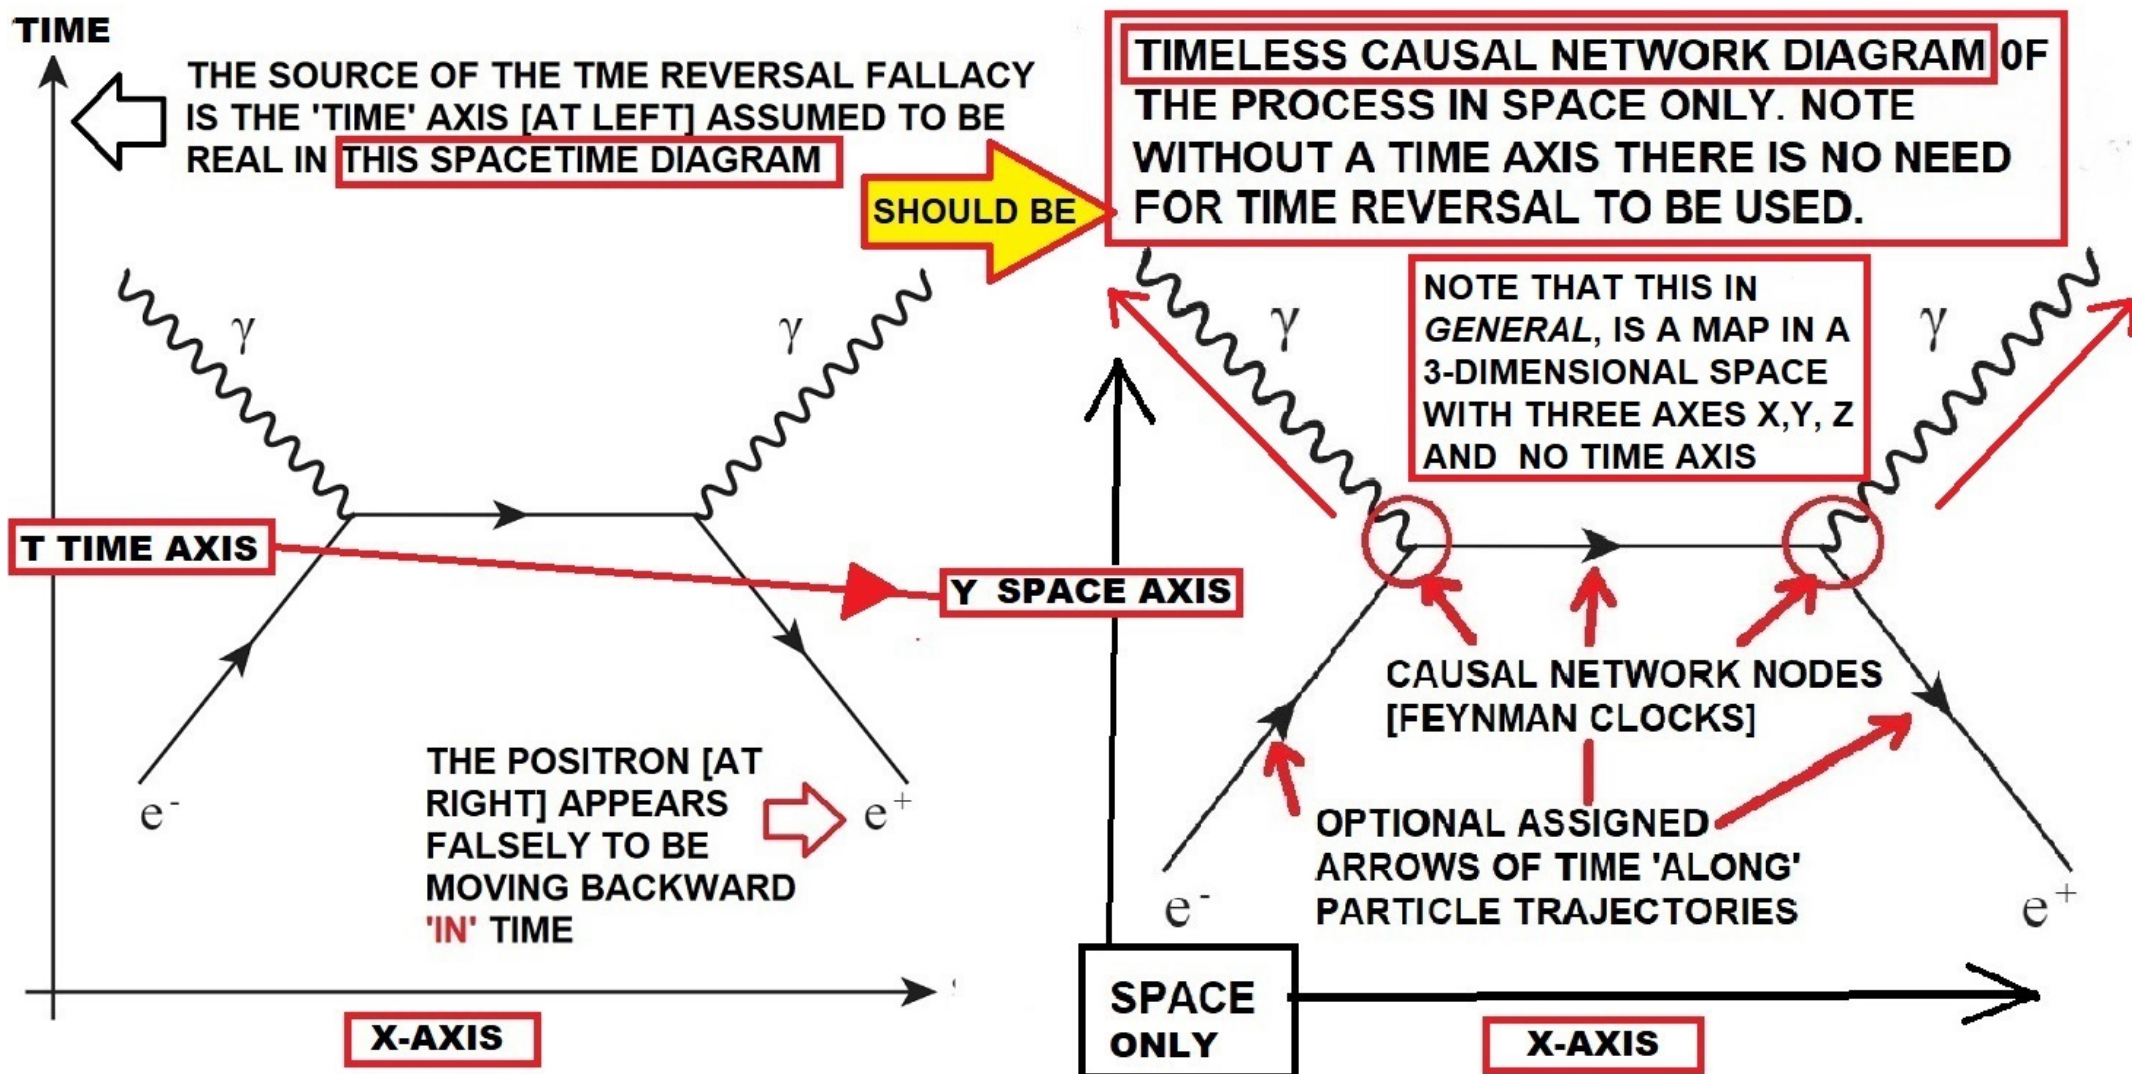 TIME
THE SOURCE OF THE TME REVERSAL FALLACY
IS THE 'TIME' AXIS [AT LEFT] ASSUMED TO BE
REAL IN THIS SPACETIME DIAGRAM
SHOULD BE
TIMELESS CAUSAL NETWORK DIAGRAM 0F
THE PROCESS IN SPACE ONLY. NOTE
WITHOUT A TIME AXIS THERE IS NO NEED
FOR TIME REVERSAL TO BE USED.
γ
γ
T TIME AXIS
e-
THE POSITRON [AT
RIGHT] APPEARS
FALSELY TO BE
MOVING BACKWARD
'IN' TIME
e+
X-AXIS
γ
NOTE THAT THIS IN
GENERAL, IS A MAP IN A
3-DIMENSIONAL SPACE
WITH THREE AXES X,Y, Z
AND NO TIME AXIS
γ
Y SPACE AXIS
CAUSAL NETWORK NODES
[FEYNMAN CLOCKS]
OPTIONAL ASSIGNED
ARROWS OF TIME 'ALONG'
PARTICLE TRAJECTORIES
e-
e+
SPACE
ONLY
X-AXIS